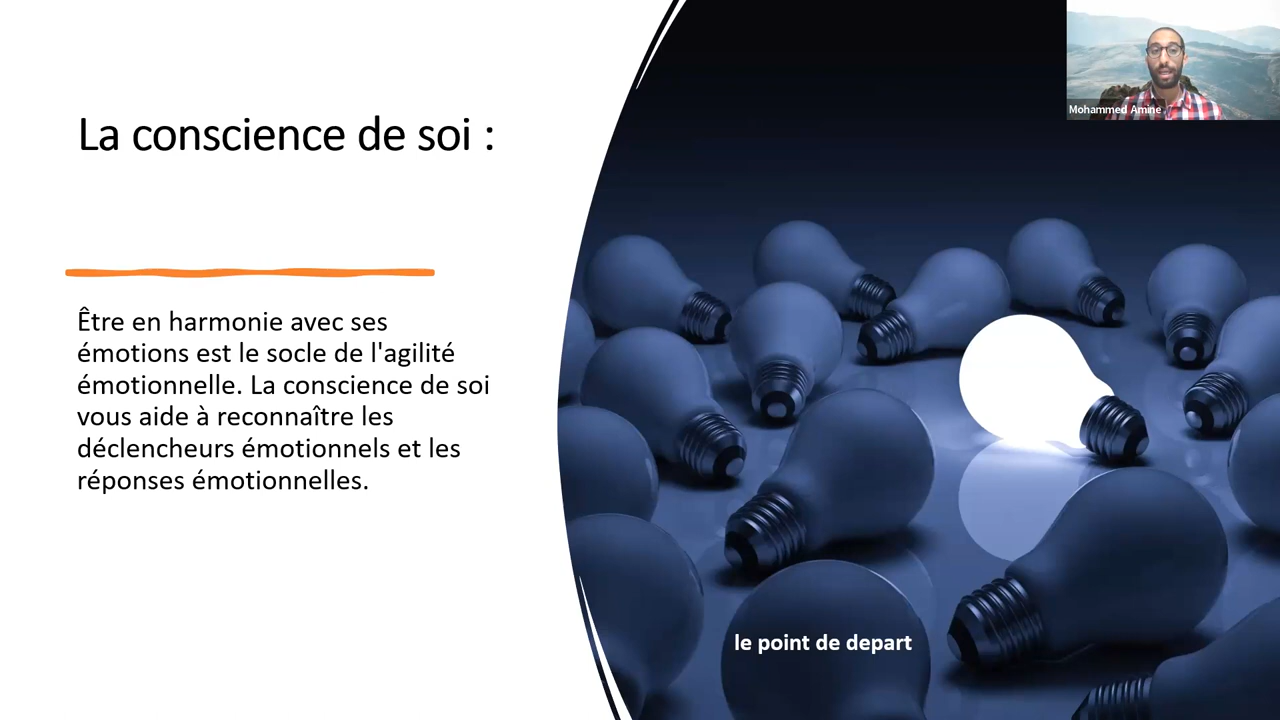 La conscience de soi :
Être en harmonie avec ses
émotions est le socle de l'agilité
émotionnelle. La conscience de soi
vous aide à reconnaître les
déclencheurs émotionnels et les
réponses émotionnelles.
le point de depart
Mohammed Amine